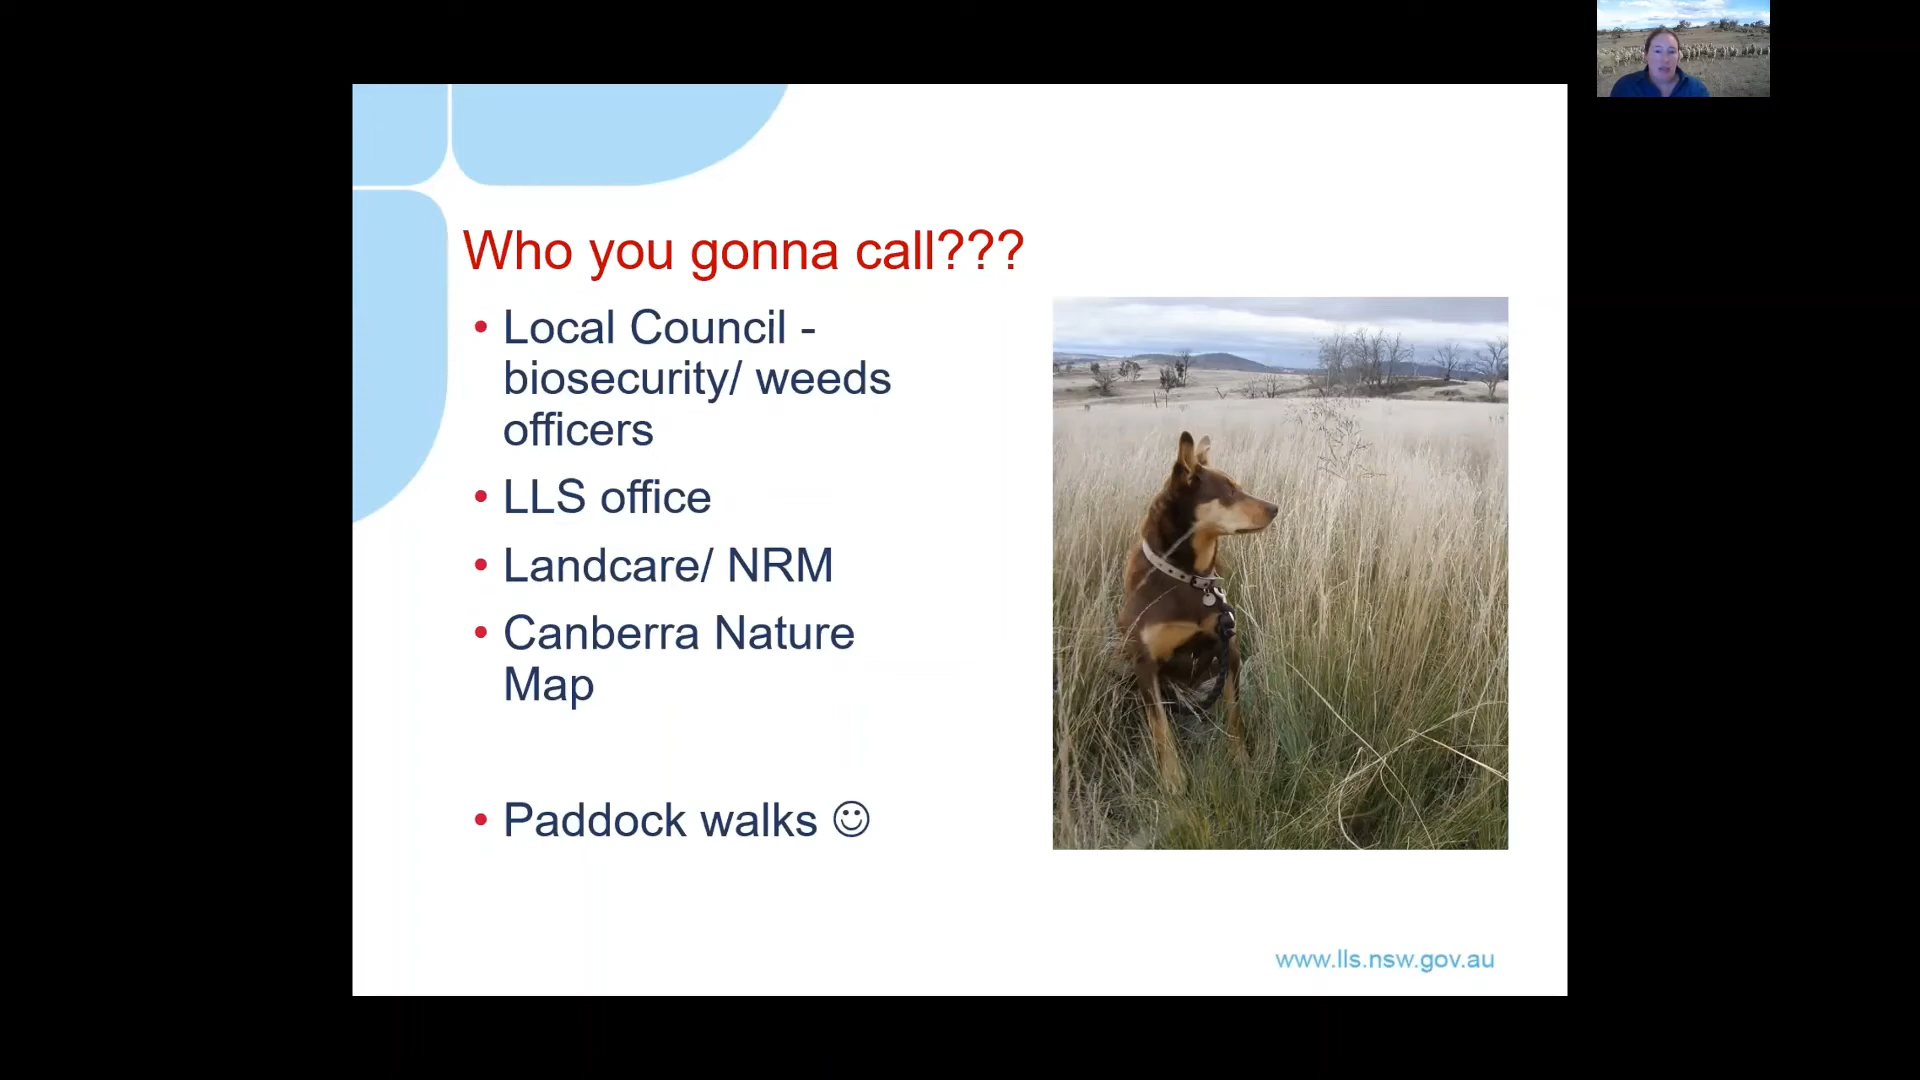 Who you gonna call???
• Local Council -
biosecurity/ weeds
officers
• LLS office
• Landcare/ NRM
• Canberra Nature
Map
• Paddock walks ☺
www.lls.nsw.gov.au